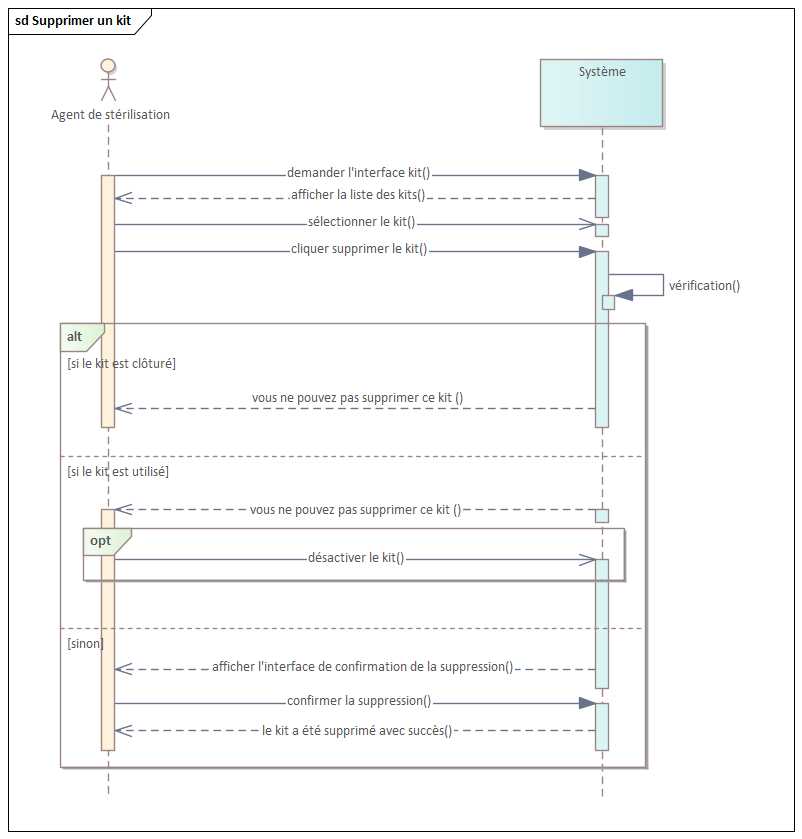 sd Supprimer un kit
Système
Agent de stérilisation
demander l'interface kit()
afficher la liste des kits()
sélectionner le kit()
cliquer supprimer le kit()
vérification()
alt
[si le kit est clôturé]
vous ne pouvez pas supprimer ce kit ()
[si le kit est utilisé]
vous ne pouvez pas supprimer ce kit ()
opt
désactiver le kit()
[sinon]
afficher l'interface de confirmation de la suppression()
confirmer la suppression()
le kit a été supprimé avec succès()